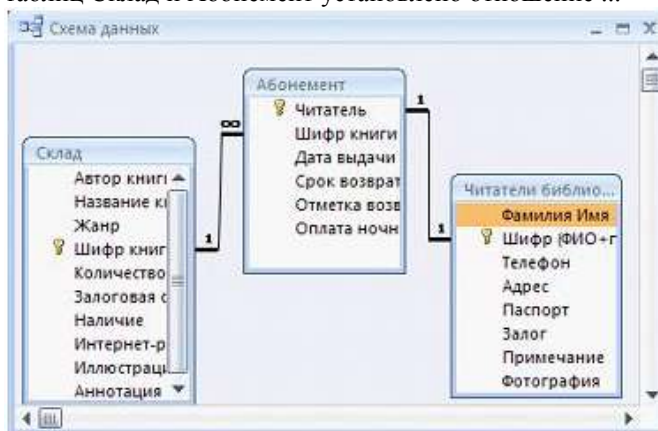 таблиц Склад и Абонемент установлено отношение ...
Схема данных
Абонемент
Читатель
Шифр книги
Дата выдачи
Срок возврат
Отметка возв
Оплата ночн
Склад
Автор книги
Название кі
Жанр
Шифр книг
Количество
Залоговая с
Наличие
Интернет-р
Иллюстраци
Аннотация
Читатели библио...
Фамилия Имя
Шифр (ФИО+г
Телефон
Адрес
Паспорт
Залог
Примечание
Фотография
∞
1
1
1